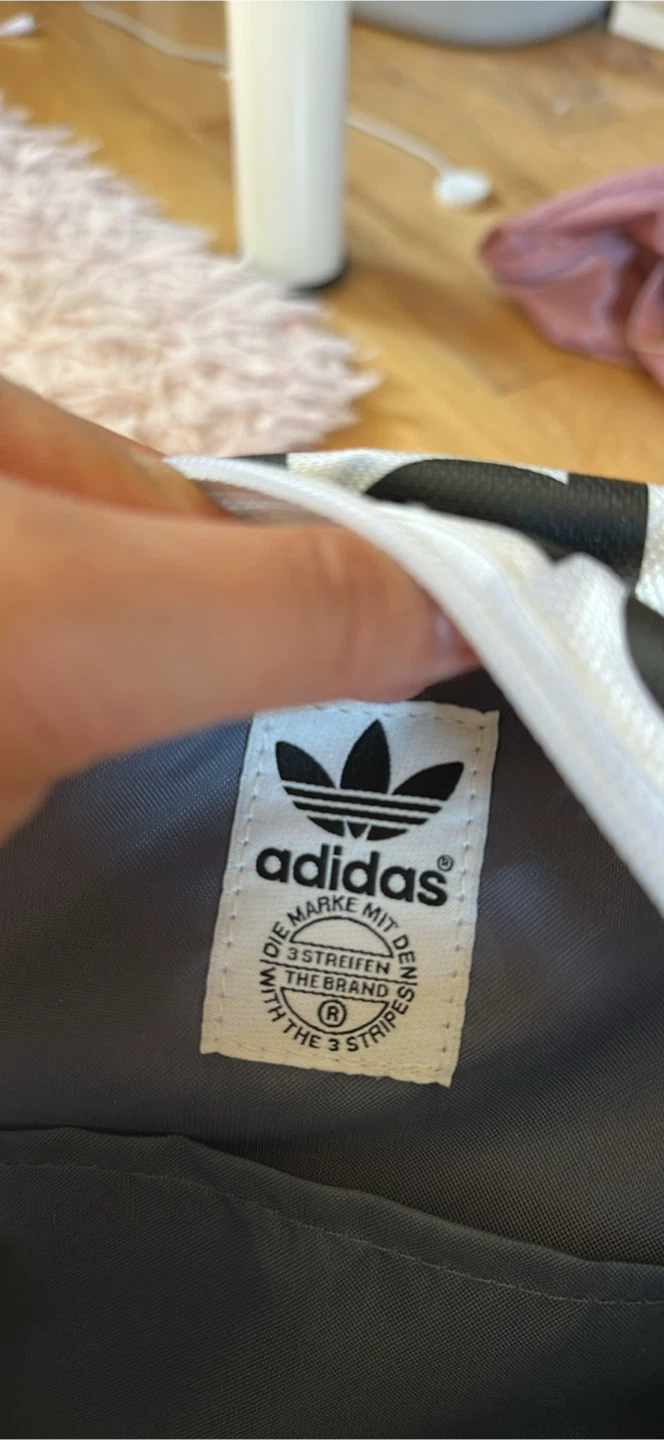 adidas®
DIE MARKE MIT DEN
3 STREIFEN
THE BRAND
®
WITH THE 3 STRIPES